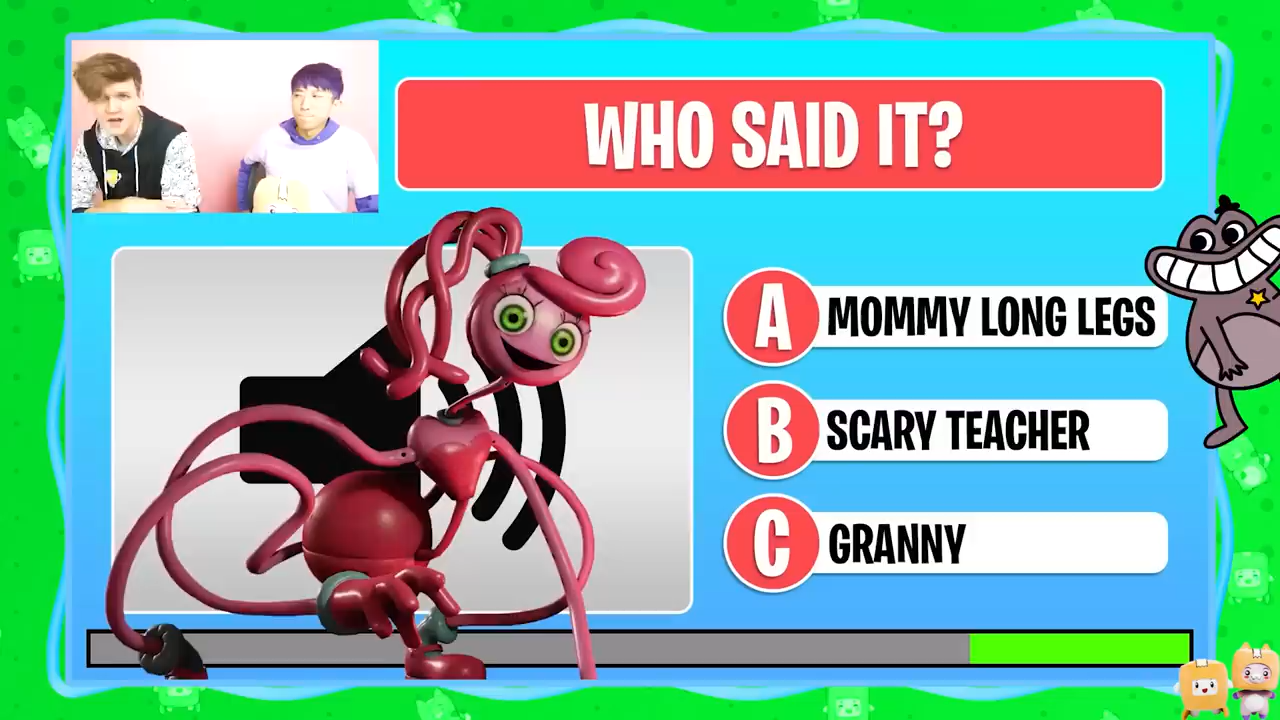 WHO SAID IT?
A MOMMY LONG LEGS
B SCARY TEACHER
C GRANNY